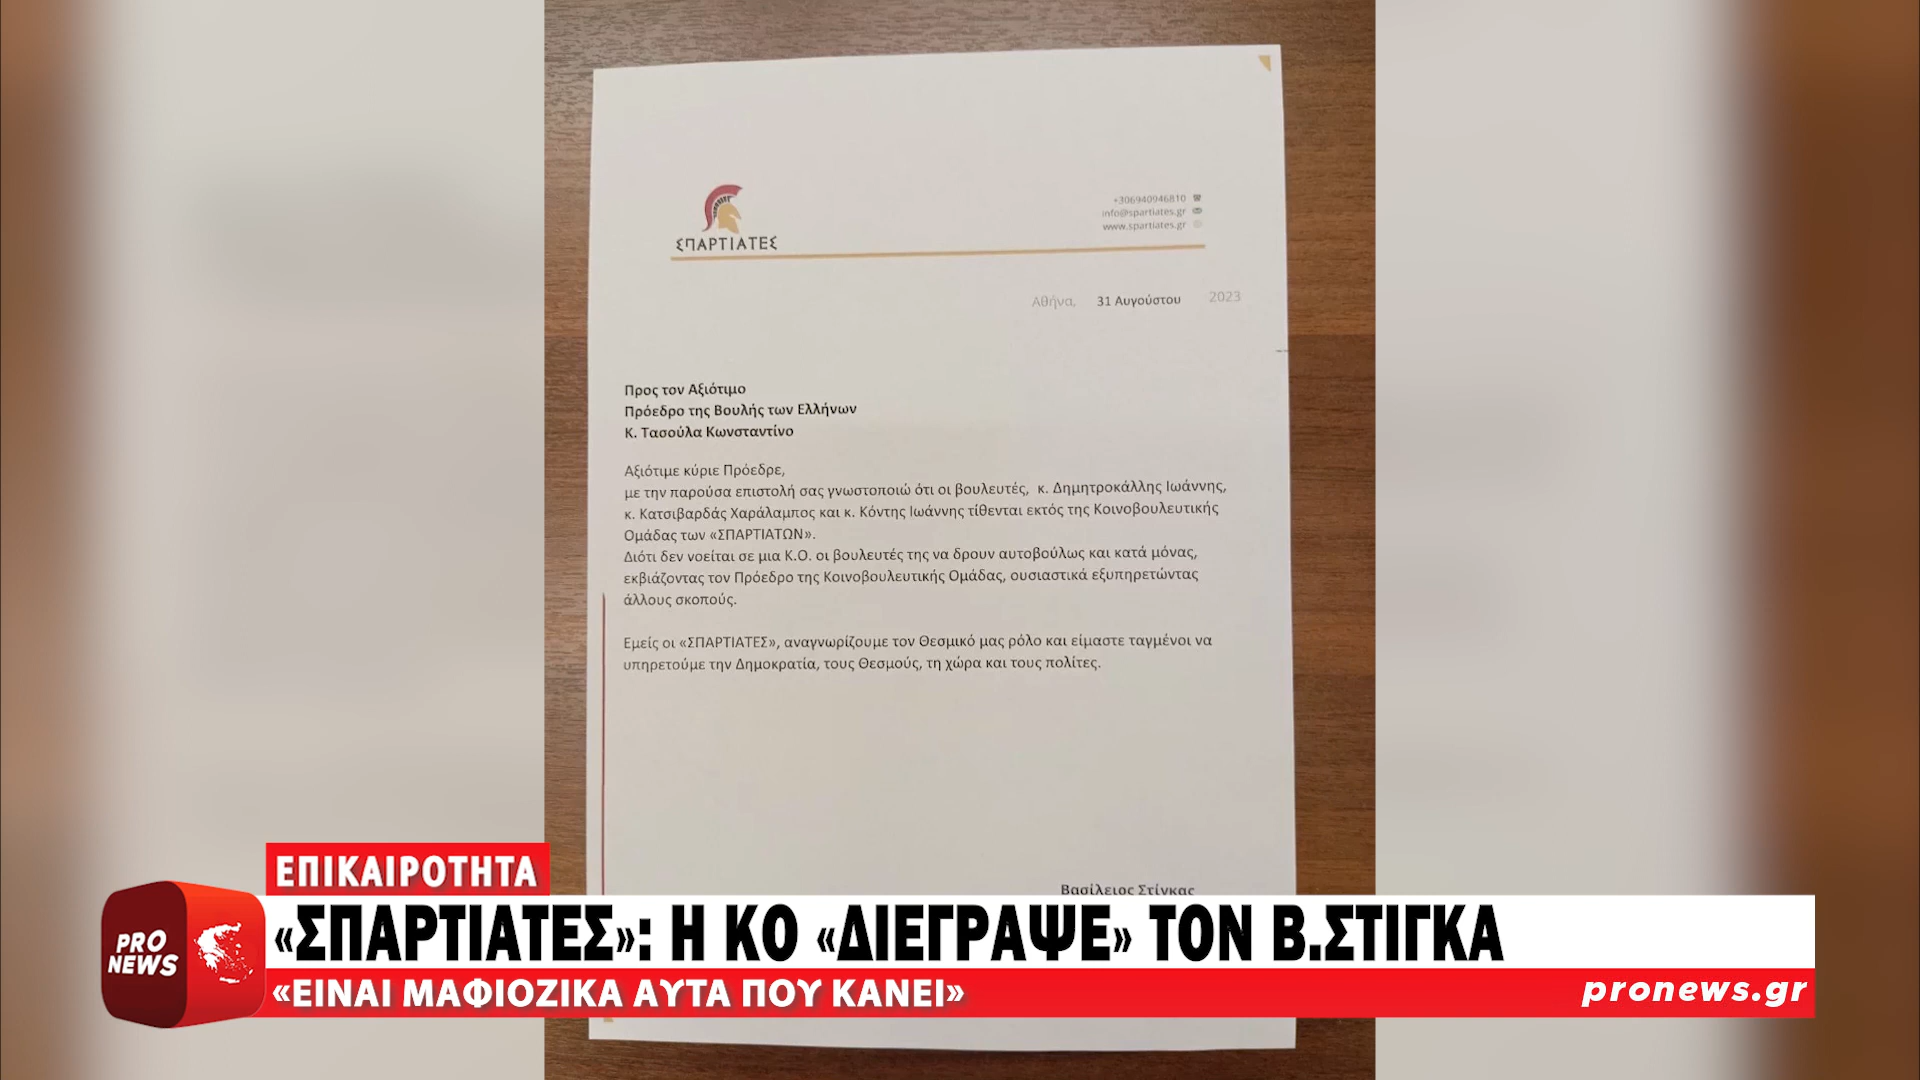 ΣΠΑΡΤΙΑΤΕΣ
+306940946810
info@spartiates.gr
www.spartiates.gr
Αθήνα, 31 Αυγούστου 2023
Προς τον Αξιότιμο
Πρόεδρο της Βουλής των Ελλήνων
Κ. Τασούλα Κωνσταντίνο
Αξιότιμε κύριε Πρόεδρε,
με την παρούσα επιστολή σας γνωστοποιώ ότι οι βουλευτές, κ. Δημητροκάλλης Ιωάννης,
κ. Κατσιβαρδάς Χαράλαμπος και κ. Κόντης Ιωάννης τίθενται εκτός της Κοινοβουλευτικής
Ομάδας των «ΣΠΑΡΤΙΑΤΩΝ».
Διότι δεν νοείται σε μια Κ.Ο. οι βουλευτές της να δρουν αυτοβούλως και κατά μόνας,
εκβιάζοντας τον Πρόεδρο της Κοινοβουλευτικής Ομάδας, ουσιαστικά εξυπηρετώντας
άλλους σκοπούς.
Εμείς οι «ΣΠΑΡΤΙΑΤΕΣ», αναγνωρίζουμε τον Θεσμικό μας ρόλο και είμαστε ταγμένοι να
υπηρετούμε την Δημοκρατία, τους Θεσμούς, τη χώρα και τους πολίτες.
Βασίλειος Στίγκας
ΕΠΙΚΑΙΡΟΤΗΤΑ
PRO
NEWS
«ΣΠΑΡΤΙΑΤΕΣ»: Η ΚΟ «ΔΙΕΓΡΑΨΕ» ΤΟΝ Β.ΣΤΙΓΚΑ
«ΕΙΝΑΙ ΜΑΦΙΟΖΙΚΑ ΑΥΤΑ ΠΟΥ ΚΑΝΕΙ»
pronews.gr